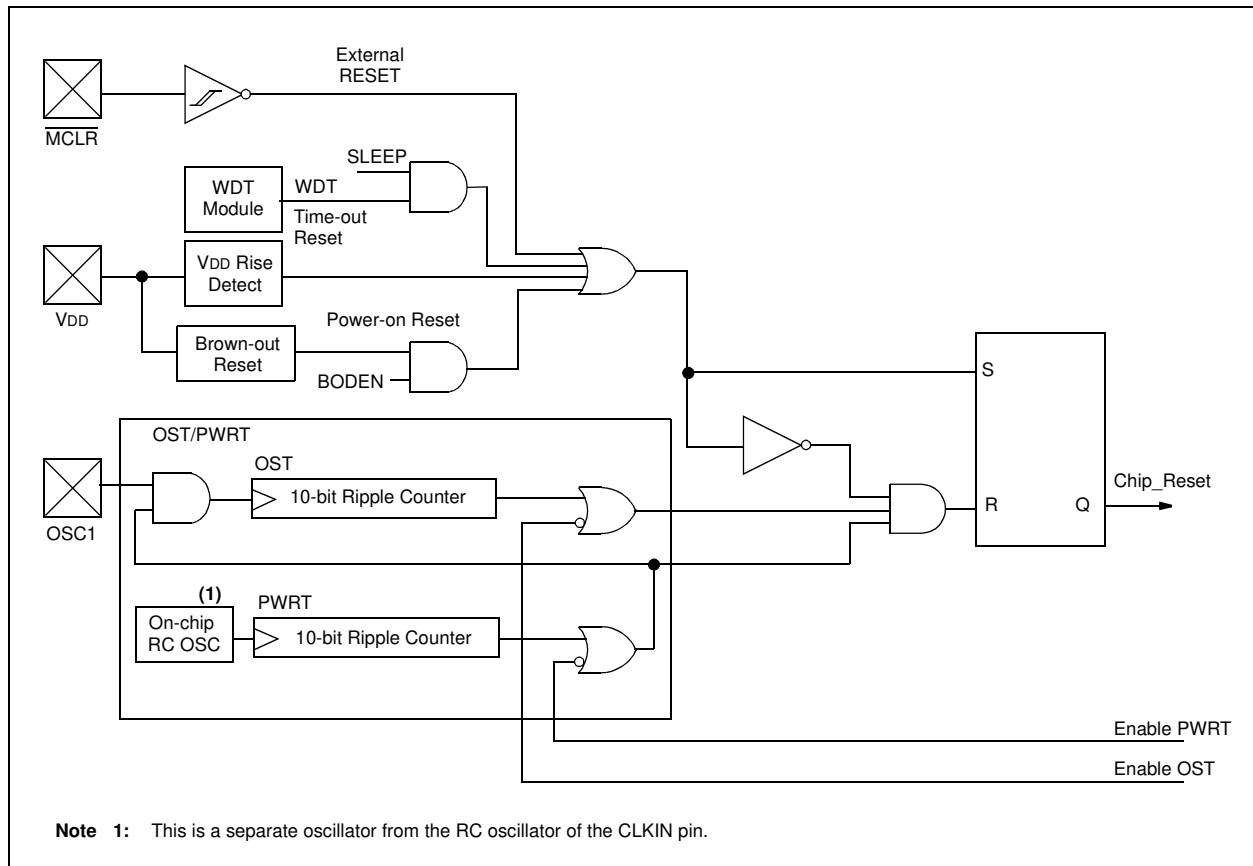 External
RESET
MCLR
SLEEP
WDT
Module
WDT
Time-out
Reset
VDD Rise
Detect
VDD
Power-on Reset
Brown-out
Reset
BODEN
S
OST/PWRT
OST
10-bit Ripple Counter
OSC1
Chip_Reset
R
Q
(1)
On-chip
RC OSC
PWRT
10-bit Ripple Counter
Enable PWRT
Enable OST
Note 1: This is a separate oscillator from the RC oscillator of the CLKIN pin.